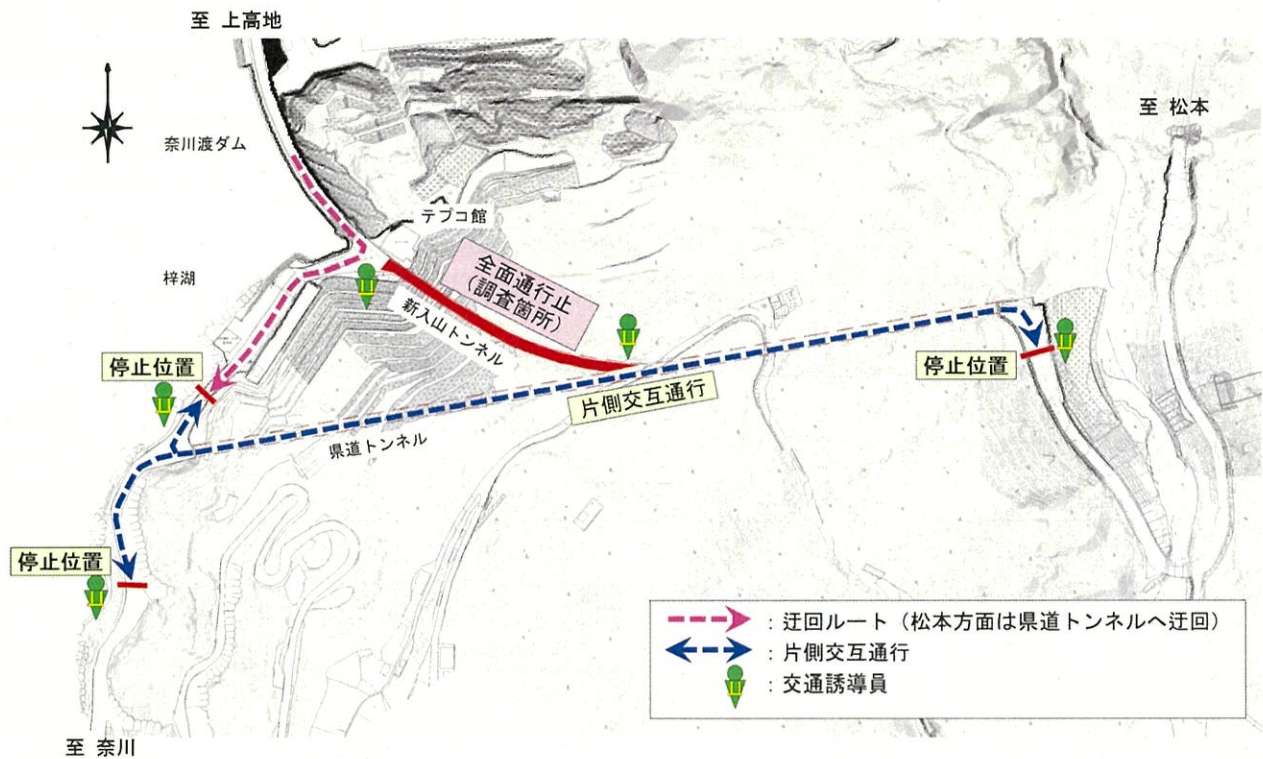 至 上高地
至 松本
奈川渡ダム
テプコ館
梓湖
全面通行止
(調査箇所)
新入山トンネル
停止位置
停止位置
片側交互通行
県道トンネル
停止位置
：迂回ルート（松本方面は県道トンネルへ迂回）
：片側交互通行
：交通誘導員
至 奈川